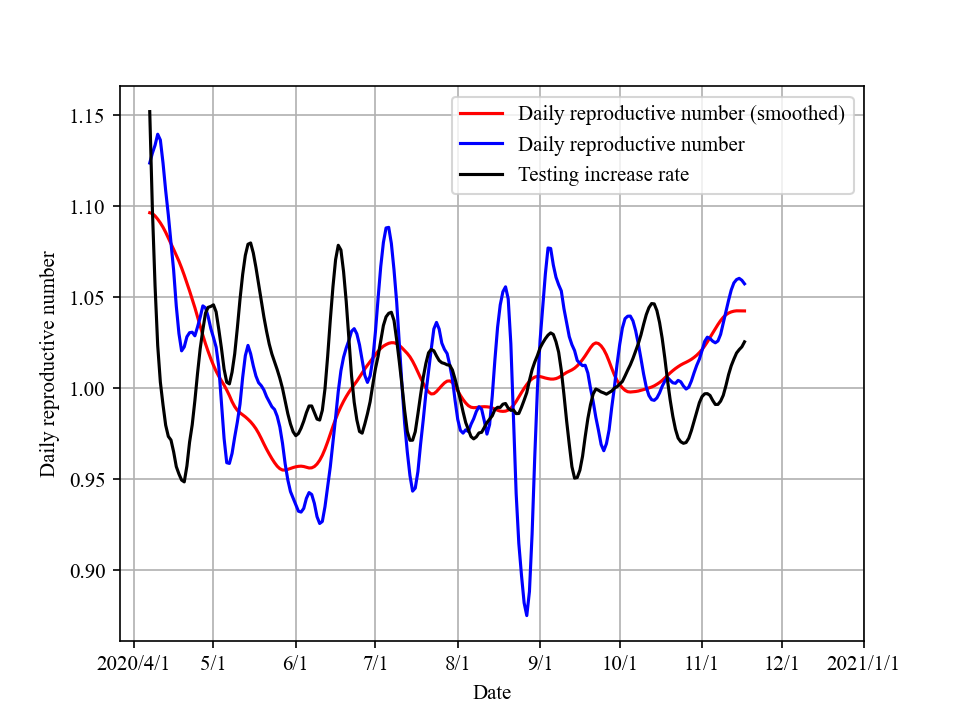 Daily reproductive number (smoothed)
Daily reproductive number
Testing increase rate
1.15
1.10
1.05
1.00
0.95
0.90
Daily reproductive number
2020/4/1 5/1 6/1 7/1 8/1 9/1 10/1 11/1 12/1 2021/1/1
Date